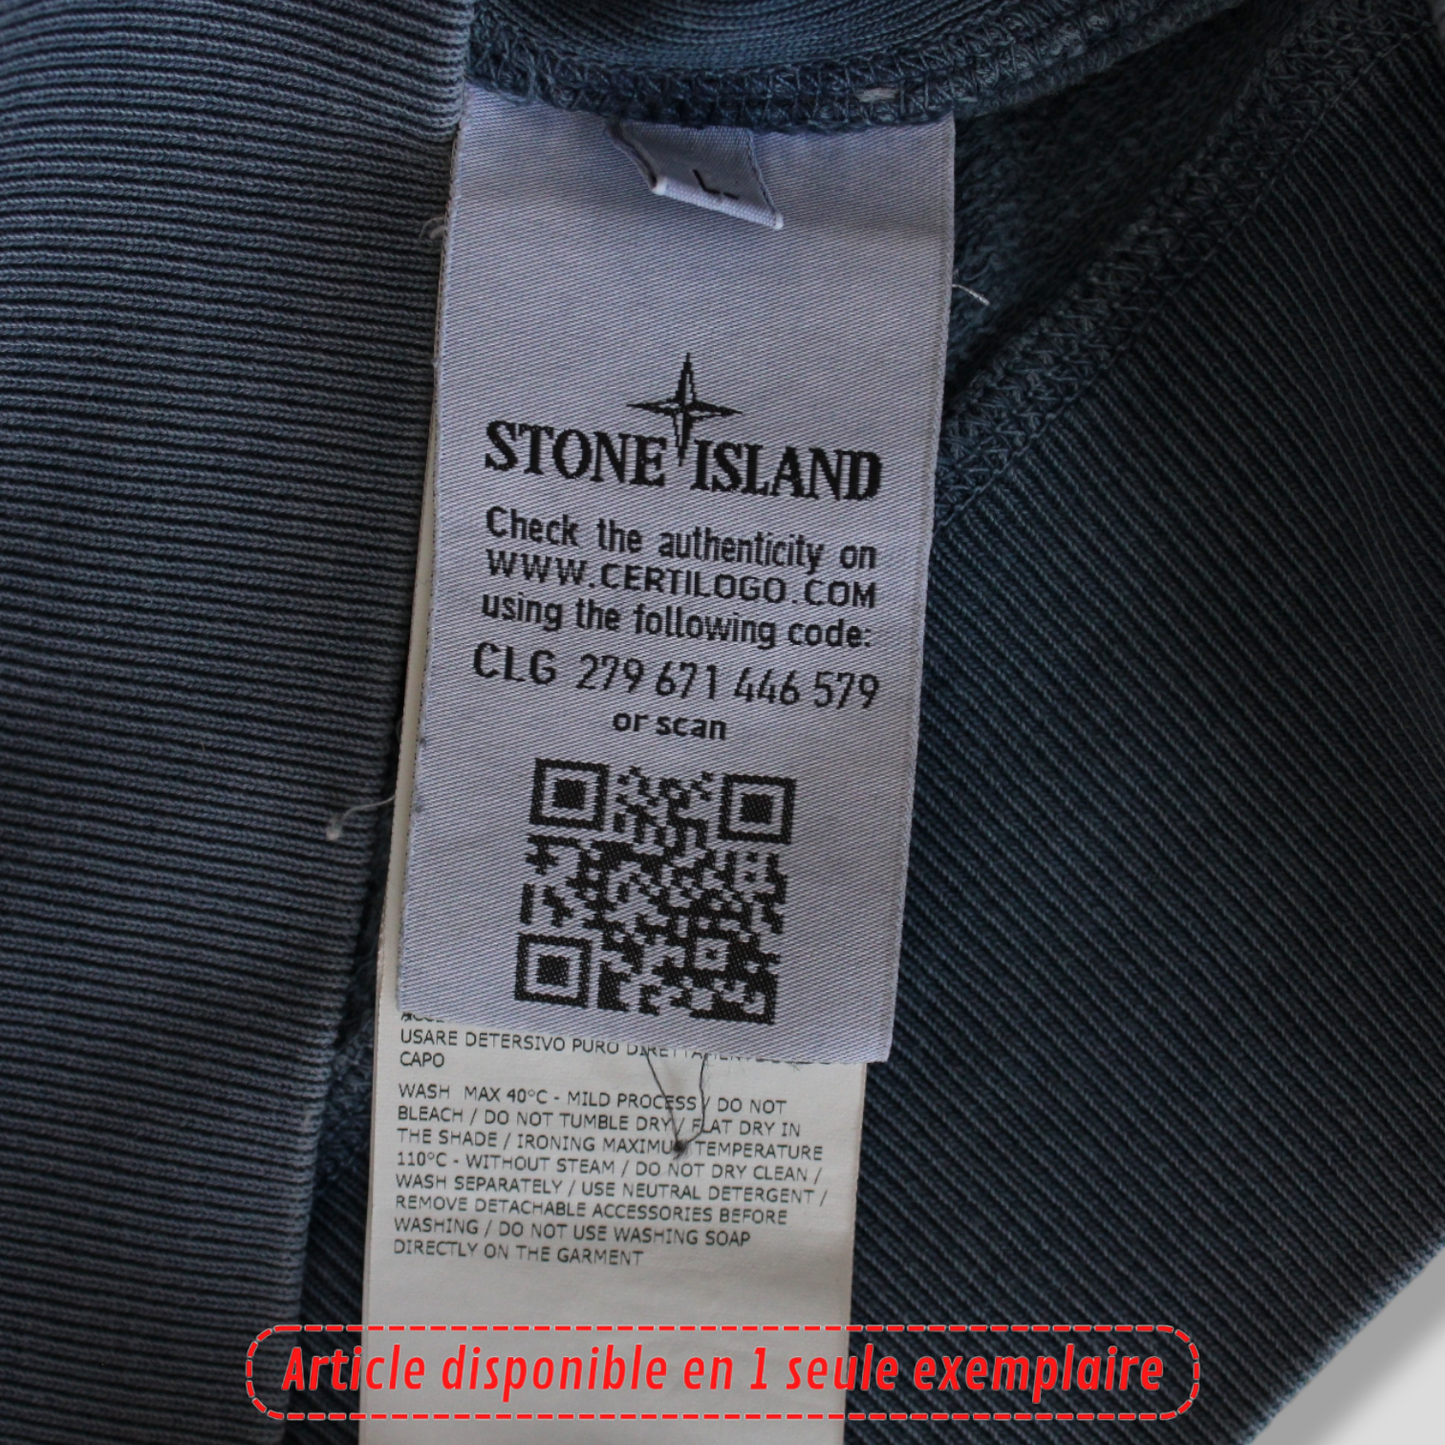 L
STONE ISLAND
Check the authenticity on
WWW.CERTILOGO.COM
using the following code:
CLG 279 671 446 579
or scan
USARE DETERSIVO PURO DIRETTAMENTE
CAPO
WASH MAX 40°C - MILD PROCESS / DO NOT
BLEACH / DO NOT TUMBLE DRY / FLAT DRY IN
THE SHADE / IRONING MAXIMUM TEMPERATURE
110°C - WITHOUT STEAM / DO NOT DRY CLEAN /
WASH SEPARATELY / USE NEUTRAL DETERGENT /
REMOVE DETACHABLE ACCESSORIES BEFORE
WASHING / DO NOT USE WASHING SOAP
DIRECTLY ON THE GARMENT
Article disponible en 1 seule exemplaire